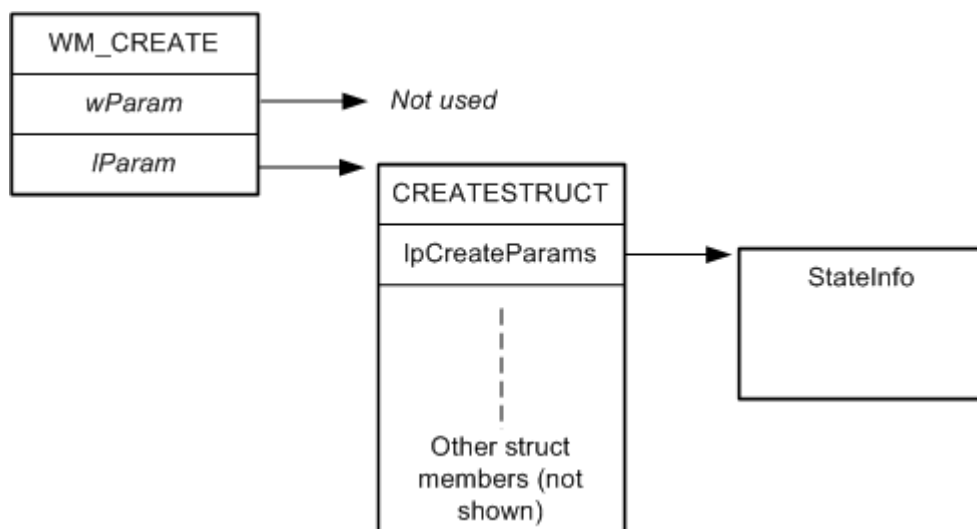 WM_CREATE
wParam
Not used
lParam
CREATESTRUCT
lpCreateParams
StateInfo
Other struct
members (not
shown)